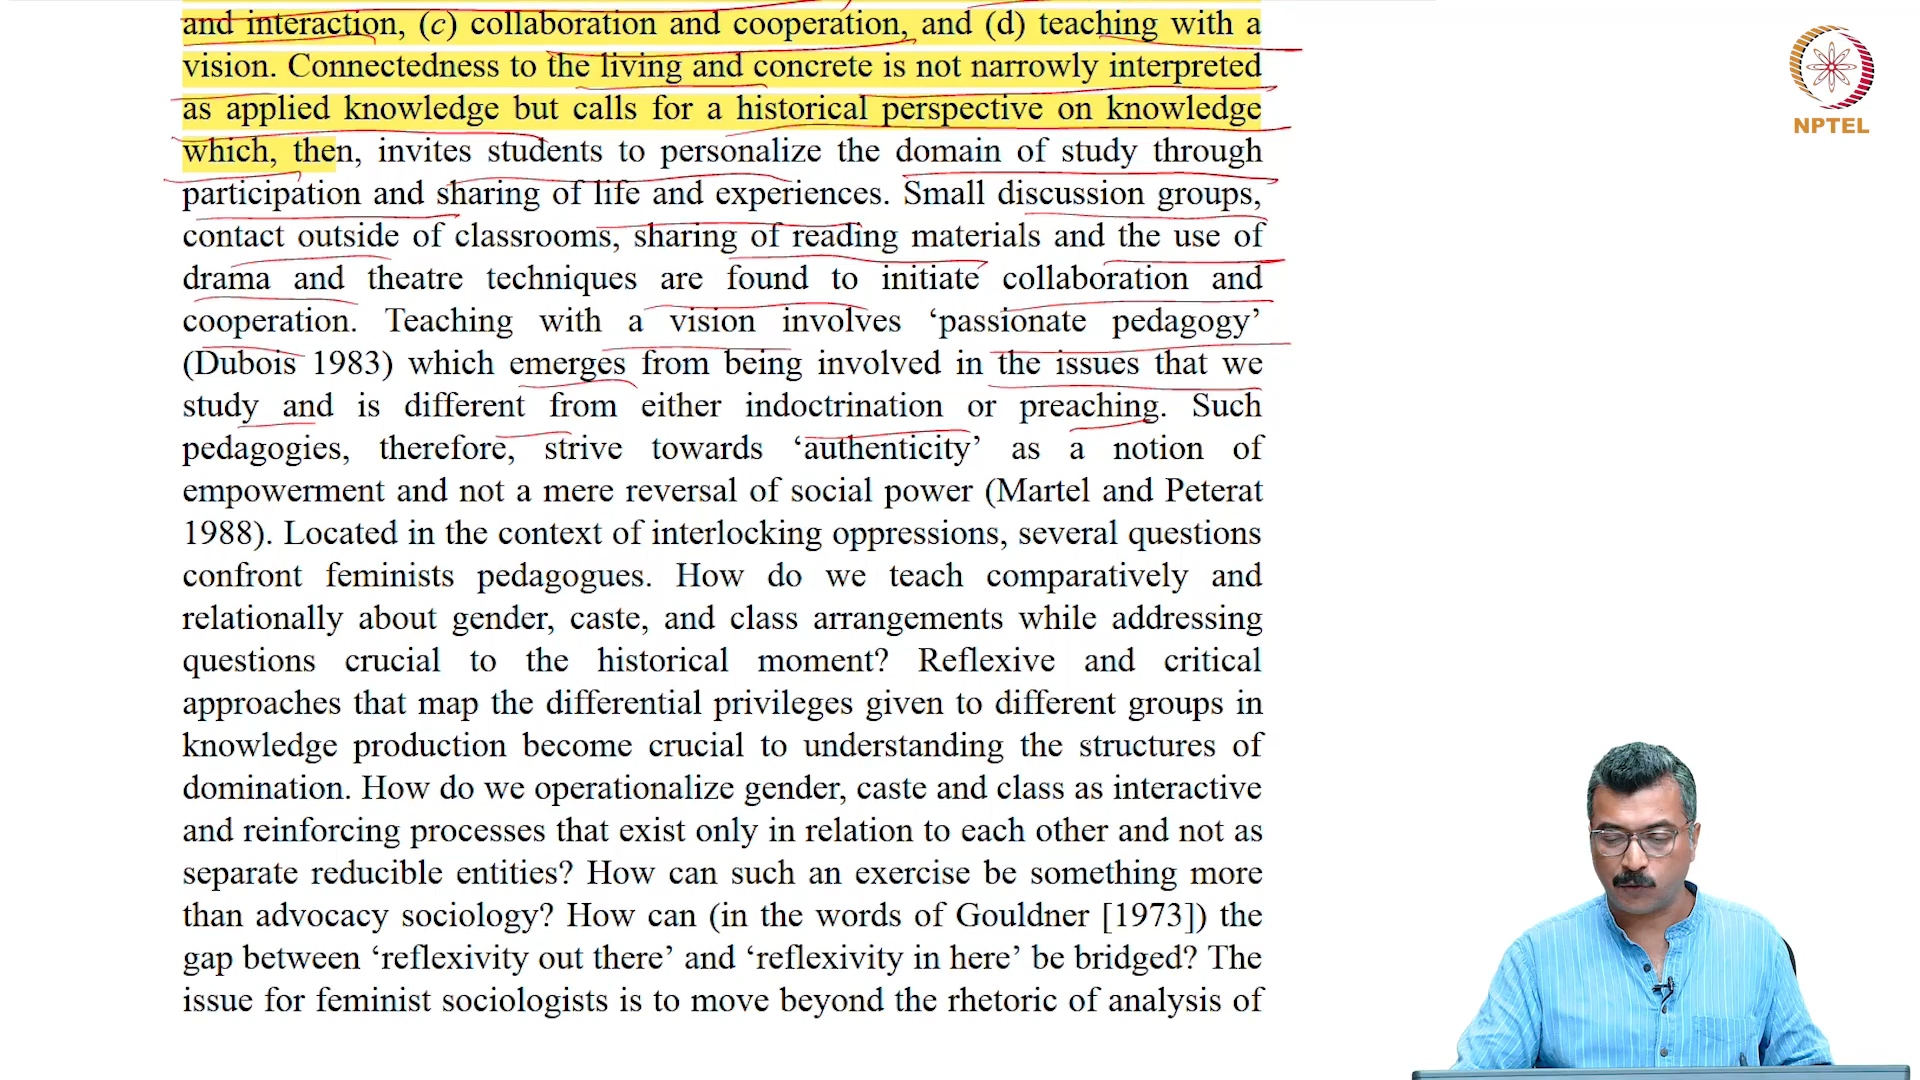 and interaction, (c) collaboration and cooperation, and (d) teaching with a
vision. Connectedness to the living and concrete is not narrowly interpreted
as applied knowledge but calls for a historical perspective on knowledge
which, then, invites students to personalize the domain of study through
participation and sharing of life and experiences. Small discussion groups,
contact outside of classrooms, sharing of reading materials and the use of
drama and theatre techniques are found to initiate collaboration and
cooperation. Teaching with a vision involves ‘passionate pedagogy’
(Dubois 1983) which emerges from being involved in the issues that we
study and is different from either indoctrination or preaching. Such
pedagogies, therefore, strive towards ‘authenticity’ as a notion of
empowerment and not a mere reversal of social power (Martel and Peterat
1988). Located in the context of interlocking oppressions, several questions
confront feminists pedagogues. How do we teach comparatively and
relationally about gender, caste, and class arrangements while addressing
questions crucial to the historical moment? Reflexive and critical
approaches that map the differential privileges given to different groups in
knowledge production become crucial to understanding the structures of
domination. How do we operationalize gender, caste and class as interactive
and reinforcing processes that exist only in relation to each other and not as
separate reducible entities? How can such an exercise be something more
than advocacy sociology? How can (in the words of Gouldner [1973]) the
gap between ‘reflexivity out there’ and ‘reflexivity in here’ be bridged? The
issue for feminist sociologists is to move beyond the rhetoric of analysis of
NPTEL